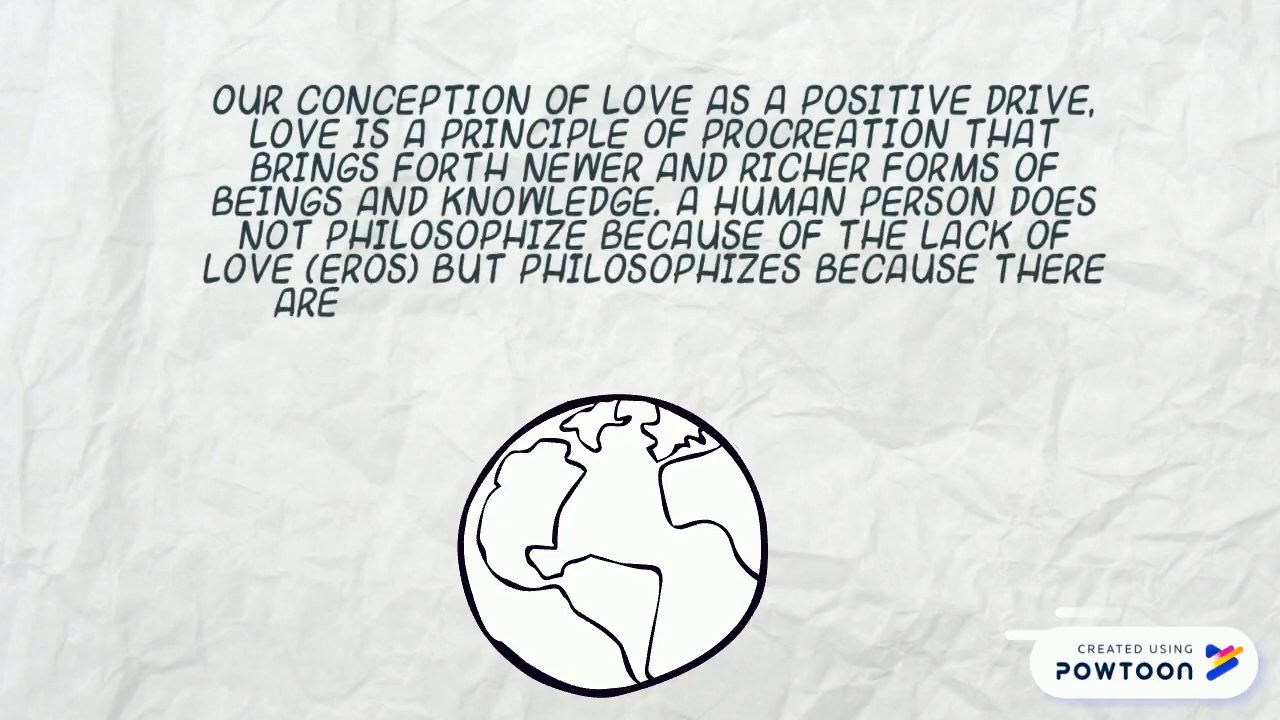 OUR CONCEPTION OF LOVE AS A POSITIVE DRIVE,
LOVE IS A PRINCIPLE OF PROCREATION THAT
BRINGS FORTH NEWER AND RICHER FORMS OF
BEINGS AND KNOWLEDGE. A HUMAN PERSON DOES
NOT PHILOSOPHIZE BECAUSE OF THE LACK OF
LOVE (EROS) BUT PHILOSOPHIZES BECAUSE THERE
ARE
CREATED USING
POWTOON